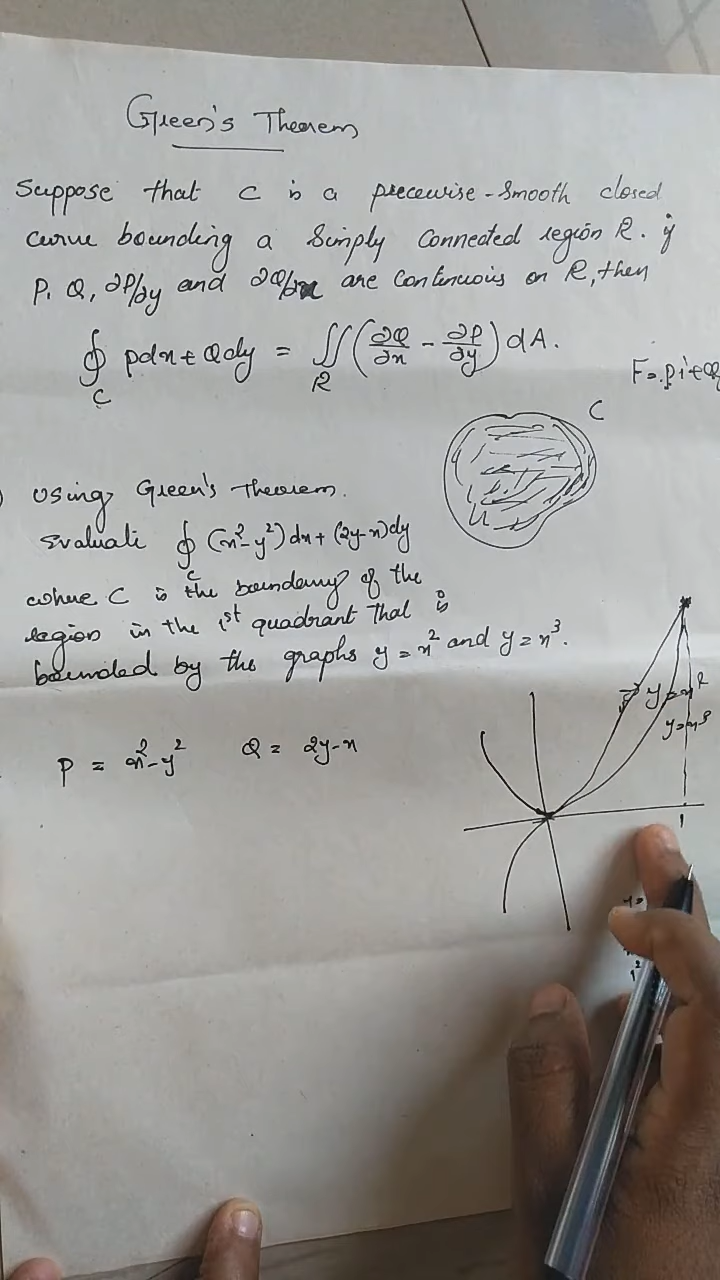 Green's Theorem
Suppose that C is a piecewise-smooth closed
curve bounding a simply connected region R. if
P, Q, ∂P/∂y and ∂Q/∂x are continuous on R, then
∮_C Pdx + Qdy = ∬_R (∂Q/∂x - ∂P/∂y) dA.
F = Pi + Q
C
Using Green's Theorem.
Evaluate ∮_C (x²-y²)dx + (2y-x)dy
where C is the boundary of the
region in the 1st quadrant that is
bounded by the graphs y = x² and y = x³.
y=x²
y=x³
P = x²-y² Q = 2y-x
1